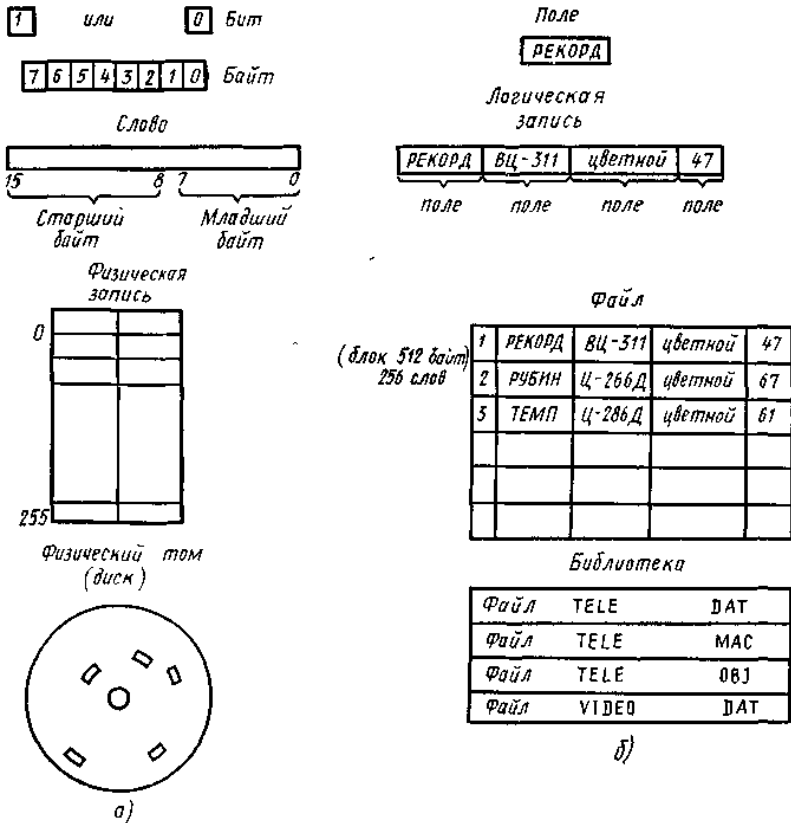 1 или 0 Бит
7 6 5 4 3 2 1 0 Байт
Слово
15 8 7 0
Старший байт
Младший байт
Физическая
запись
0
255
Физический том
(диск)
а)
Поле
РЕКОРД
Логическая
запись
РЕКОРД ВЦ-311 цветной 47
поле поле поле поле
Файл
(блок 512 байт)
256 слов
1 РЕКОРД ВЦ-311 цветной 47
2 РУБИН Ц-266Д цветной 67
3 ТЕМП Ц-286Д цветной 61
Библиотека
Файл TELE DAT
Файл TELE MAC
Файл TELE OBJ
Файл VIDEO DAT
б)